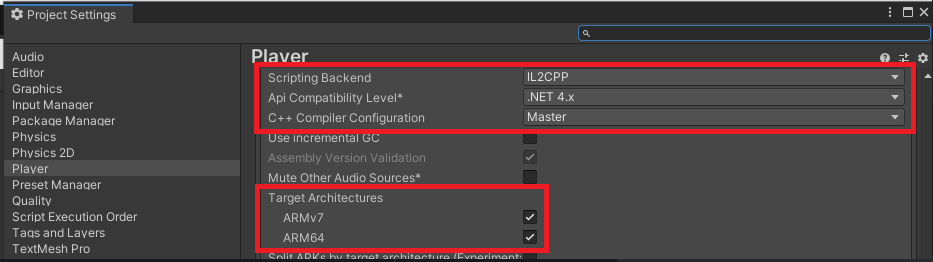 Project Settings
Player
Audio
Editor
Graphics
Input Manager
Package Manager
Physics
Physics 2D
Player
Preset Manager
Quality
Script Execution Order
Tags and Layers
TextMesh Pro
Scripting Backend IL2CPP
Api Compatibility Level* .NET 4.x
C++ Compiler Configuration Master
Use incremental GC
Assembly Version Validation
Mute Other Audio Sources*
Target Architectures
ARMv7
ARM64
Split APKs by target architecture (Experiment